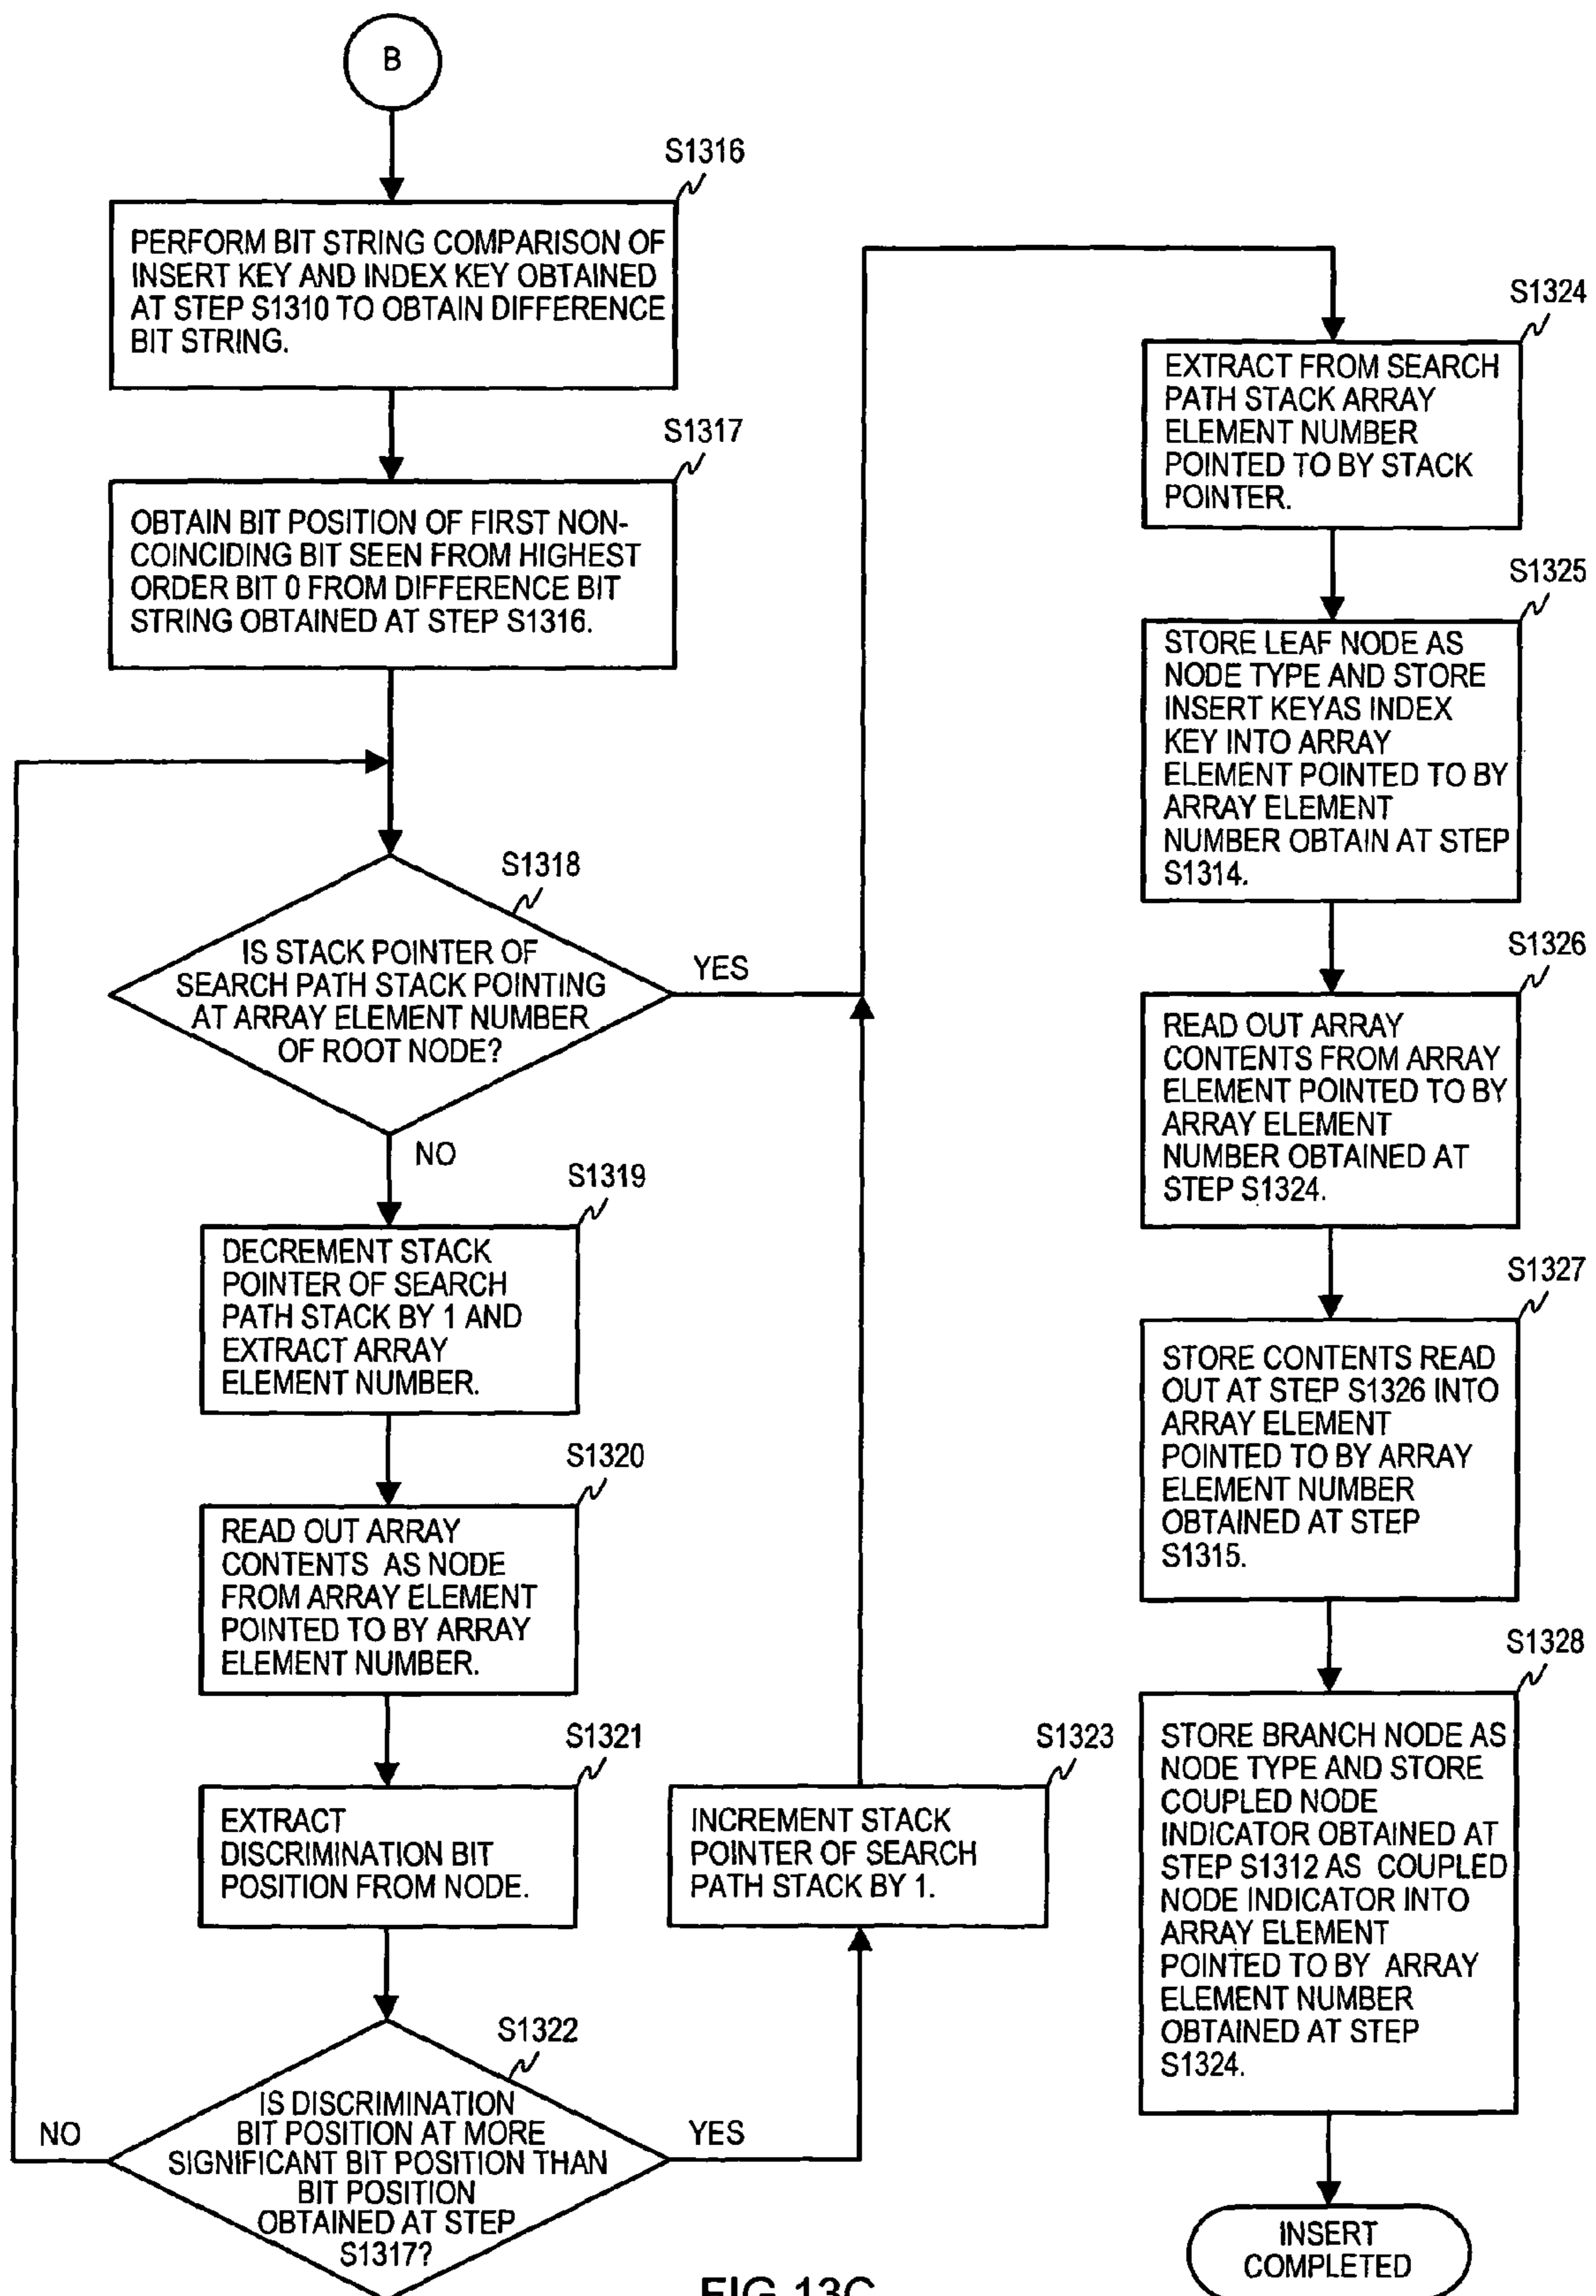 B
S1316
PERFORM BIT STRING COMPARISON OF
INSERT KEY AND INDEX KEY OBTAINED
AT STEP S1310 TO OBTAIN DIFFERENCE
BIT STRING.
S1317
OBTAIN BIT POSITION OF FIRST NON-
COINCIDING BIT SEEN FROM HIGHEST
ORDER BIT 0 FROM DIFFERENCE BIT
STRING OBTAINED AT STEP S1316.
S1318
IS STACK POINTER OF
SEARCH PATH STACK POINTING
AT ARRAY ELEMENT NUMBER
OF ROOT NODE?
YES
NO
S1319
DECREMENT STACK
POINTER OF SEARCH
PATH STACK BY 1 AND
EXTRACT ARRAY
ELEMENT NUMBER.
S1320
READ OUT ARRAY
CONTENTS AS NODE
FROM ARRAY ELEMENT
POINTED TO BY ARRAY
ELEMENT NUMBER.
S1321
EXTRACT
DISCRIMINATION BIT
POSITION FROM NODE.
S1322
IS DISCRIMINATION
BIT POSITION AT MORE
SIGNIFICANT BIT POSITION THAN
BIT POSITION
OBTAINED AT STEP
S1317?
NO
YES
S1323
INCREMENT STACK
POINTER OF SEARCH
PATH STACK BY 1.
S1324
EXTRACT FROM SEARCH
PATH STACK ARRAY
ELEMENT NUMBER
POINTED TO BY STACK
POINTER.
S1325
STORE LEAF NODE AS
NODE TYPE AND STORE
INSERT KEYAS INDEX
KEY INTO ARRAY
ELEMENT POINTED TO BY
ARRAY ELEMENT
NUMBER OBTAIN AT STEP
S1314.
S1326
READ OUT ARRAY
CONTENTS FROM ARRAY
ELEMENT POINTED TO BY
ARRAY ELEMENT
NUMBER OBTAINED AT
STEP S1324.
S1327
STORE CONTENTS READ
OUT AT STEP S1326 INTO
ARRAY ELEMENT
POINTED TO BY ARRAY
ELEMENT NUMBER
OBTAINED AT STEP
S1315.
S1328
STORE BRANCH NODE AS
NODE TYPE AND STORE
COUPLED NODE
INDICATOR OBTAINED AT
STEP S1312 AS COUPLED
NODE INDICATOR INTO
ARRAY ELEMENT
POINTED TO BY ARRAY
ELEMENT NUMBER
OBTAINED AT STEP
S1324.
INSERT
COMPLETED
FIG.13C